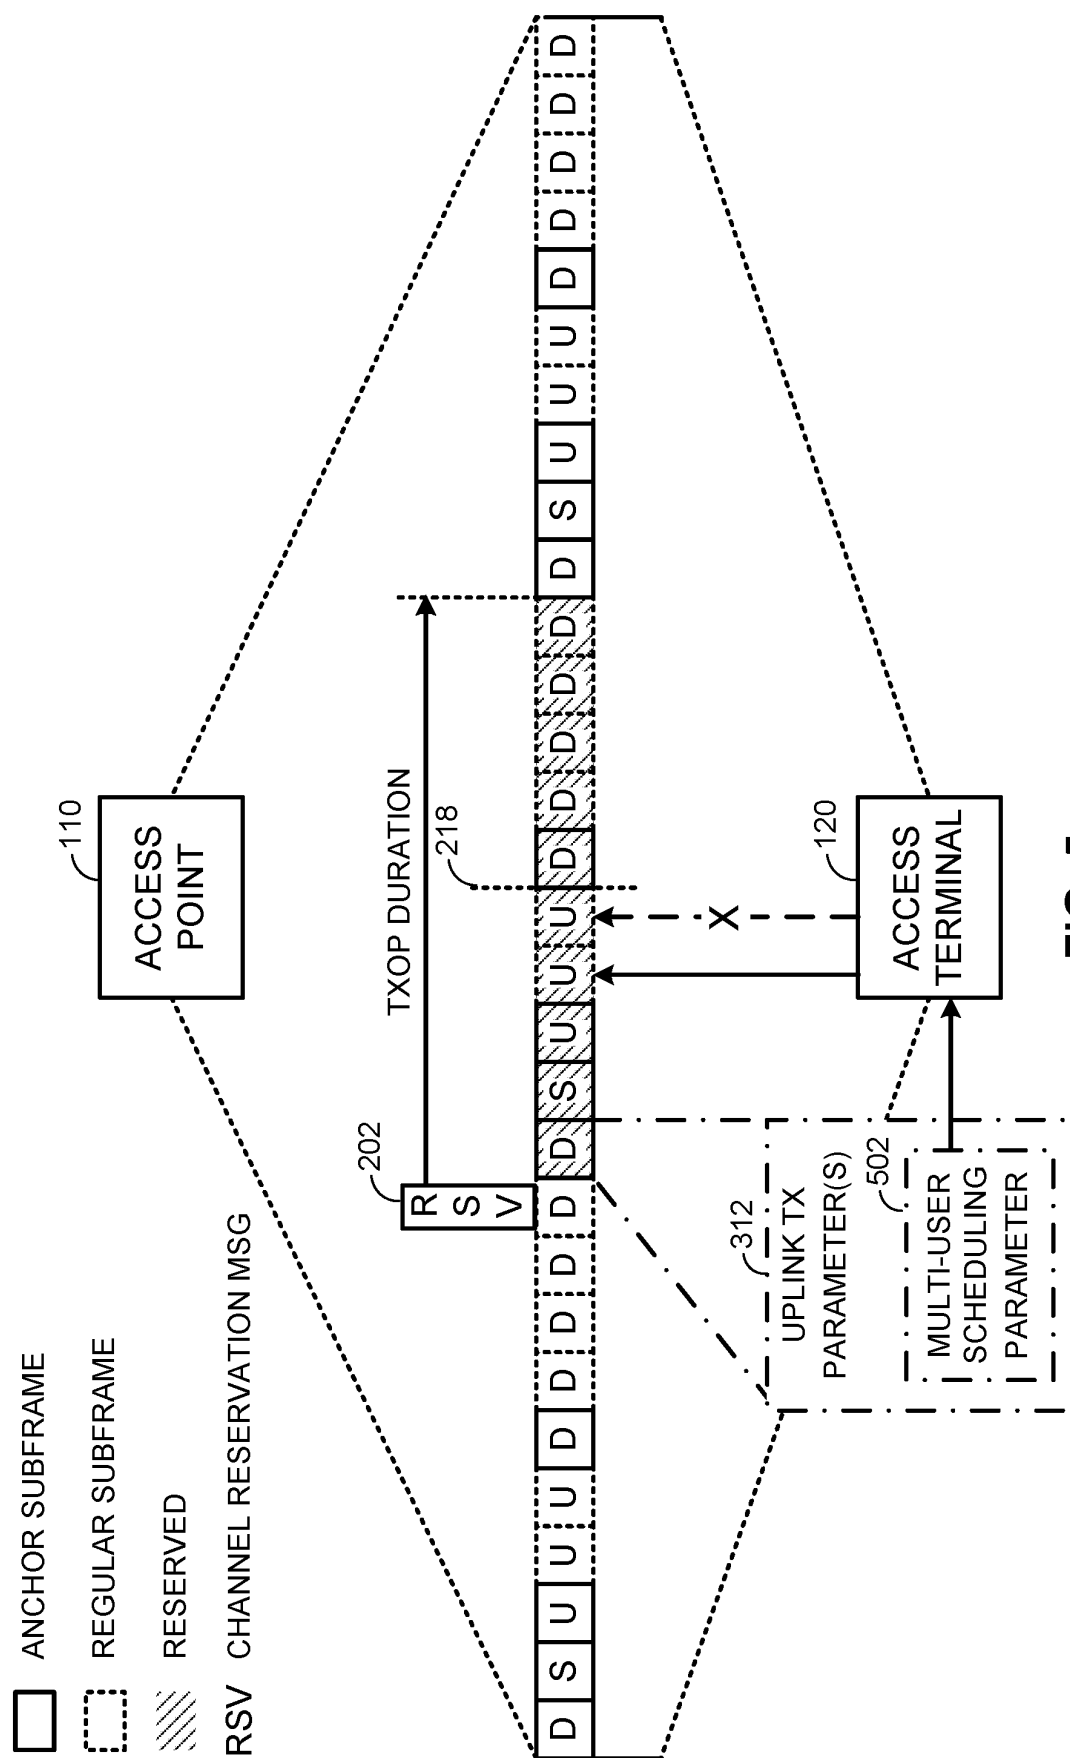 ANCHOR SUBFRAME
110
REGULAR SUBFRAME
ACCESS
POINT
RESERVED
RSV CHANNEL RESERVATION MSG
202
TXOP DURATION
218
R
S
V
D S U U U D D D D D D S U U U D D D D D D S U U U D D D D D
X
312
UPLINK TX
PARAMETER(S)
120
502
ACCESS
TERMINAL
MULTI-USER
SCHEDULING
PARAMETER